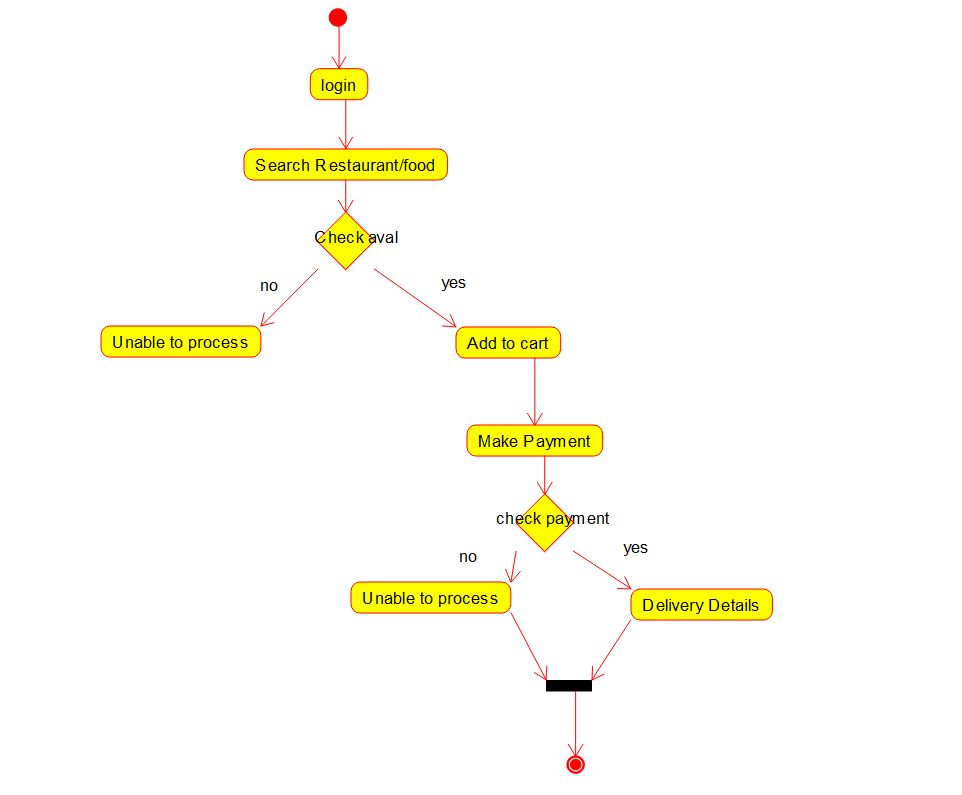 login
Search Restaurant/food
Check aval
no
yes
Unable to process
Add to cart
Make Payment
check payment
no
yes
Unable to process
Delivery Details